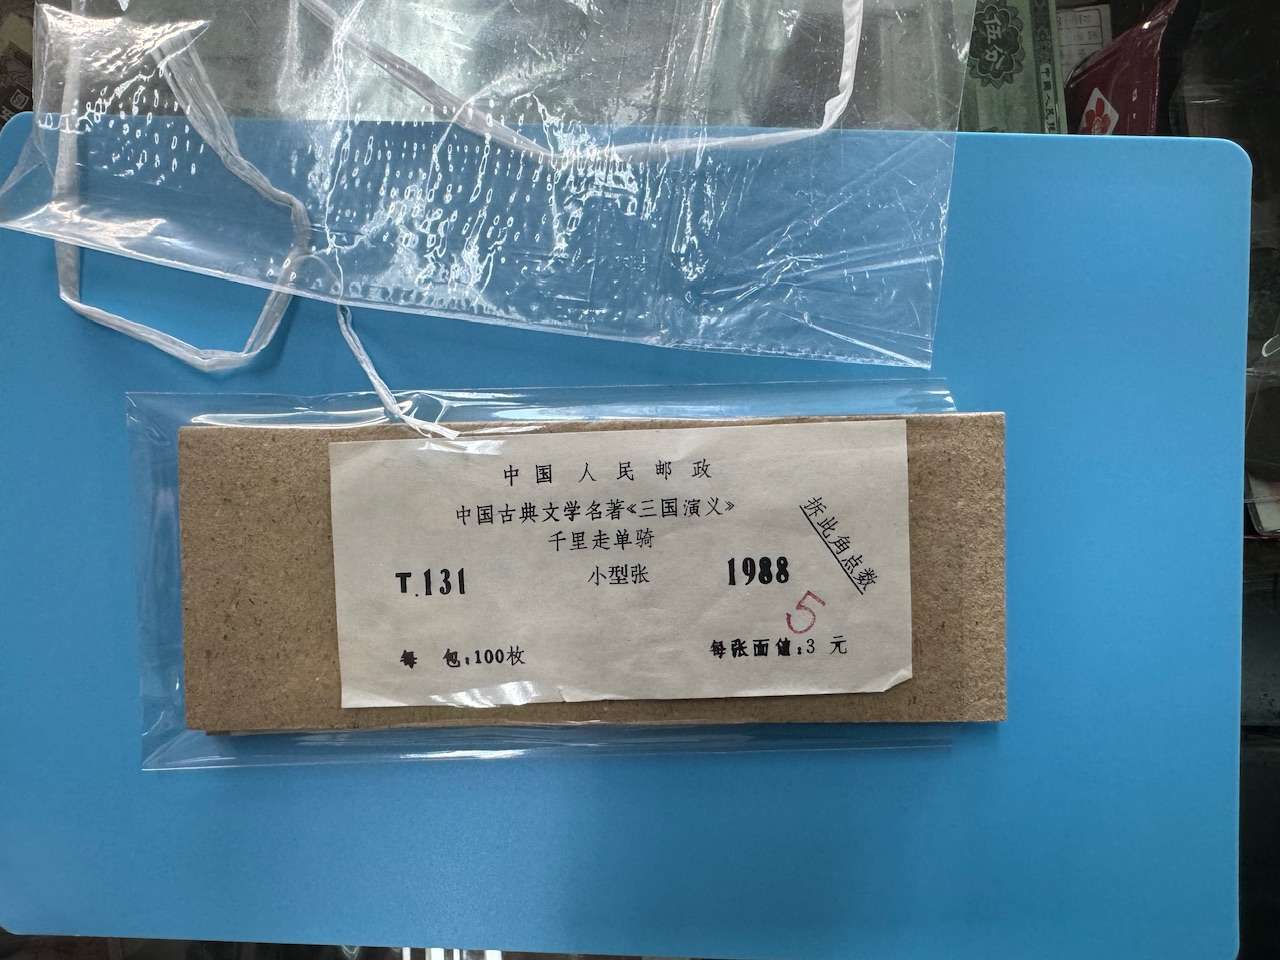 伍拾
中国人民邮政
中国古典文学名著《三国演义》
千里走单骑
T.131 小型张 1988
拆此角点数
5
每包:100枚 每张面值:3元